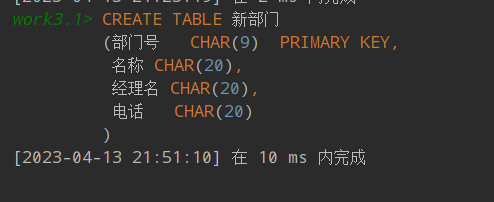 work3.1> CREATE TABLE 新部门
(部门号 CHAR(9) PRIMARY KEY,
名称 CHAR(20),
经理名 CHAR(20),
电话 CHAR(20)
)
[2023-04-13 21:51:10] 在 10 ms 内完成